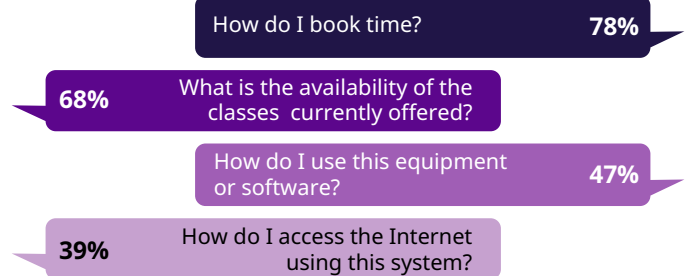 How do I book time? 78%
68% What is the availability of the
classes  currently offered?
How do I use this equipment
or software? 47%
39% How do I access the Internet
using this system?